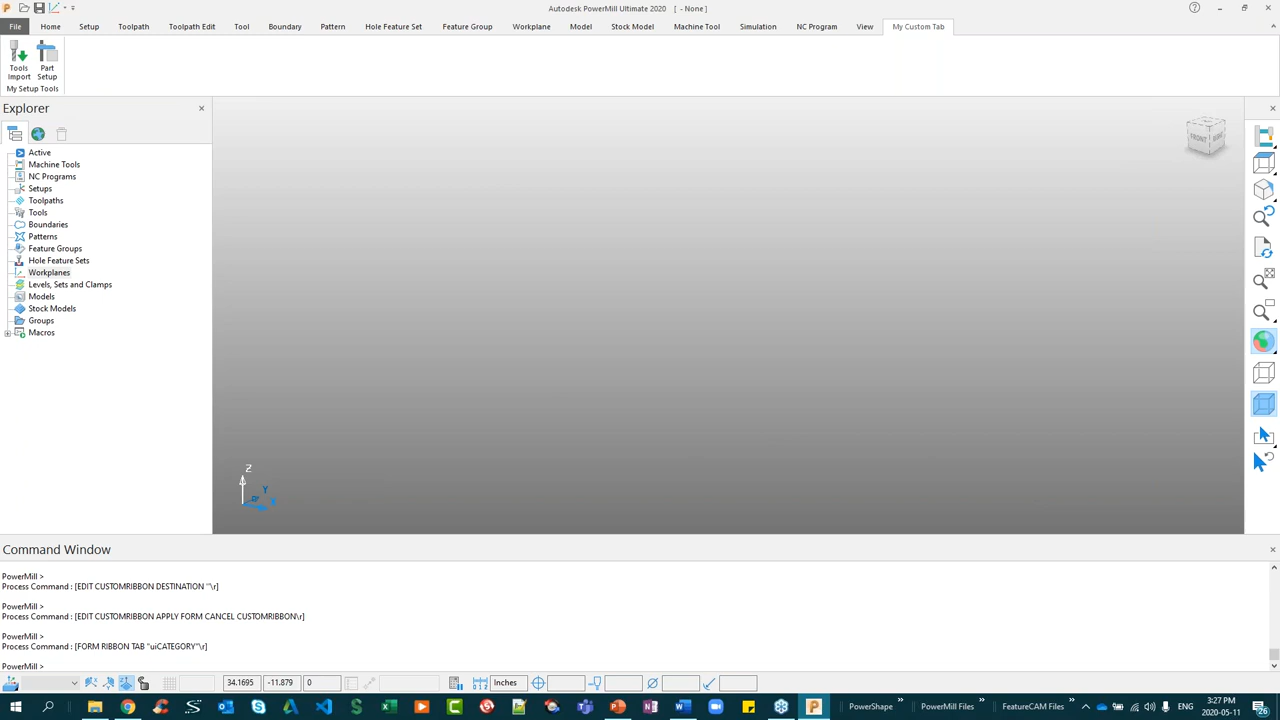 Autodesk PowerMill Ultimate 2020 [ - None ]
File Home Setup Toolpath Toolpath Edit Tool Boundary Pattern Hole Feature Set Feature Group Workplane Model Stock Model Machine Tool Simulation NC Program View My Custom Tab
Tools Import
Part Setup
My Setup Tools
Explorer
Active
Machine Tools
NC Programs
Setups
Toolpaths
Tools
Boundaries
Patterns
Feature Groups
Hole Feature Sets
Workplanes
Levels, Sets and Clamps
Models
Stock Models
Groups
Macros
FRONT
Z
Y
X
Command Window
PowerMill >
Process Command : [EDIT CUSTOMRIBBON DESTINATION ''\r]
PowerMill >
Process Command : [EDIT CUSTOMRIBBON APPLY FORM CANCEL CUSTOMRIBBON\r]
PowerMill >
Process Command : [FORM RIBBON TAB "uiCATEGORY"\r]
PowerMill >
34.1695 -11.879 0 Inches
PowerShape » PowerMill Files » FeatureCAM Files » ENG 3:27 PM
2020-05-11
26